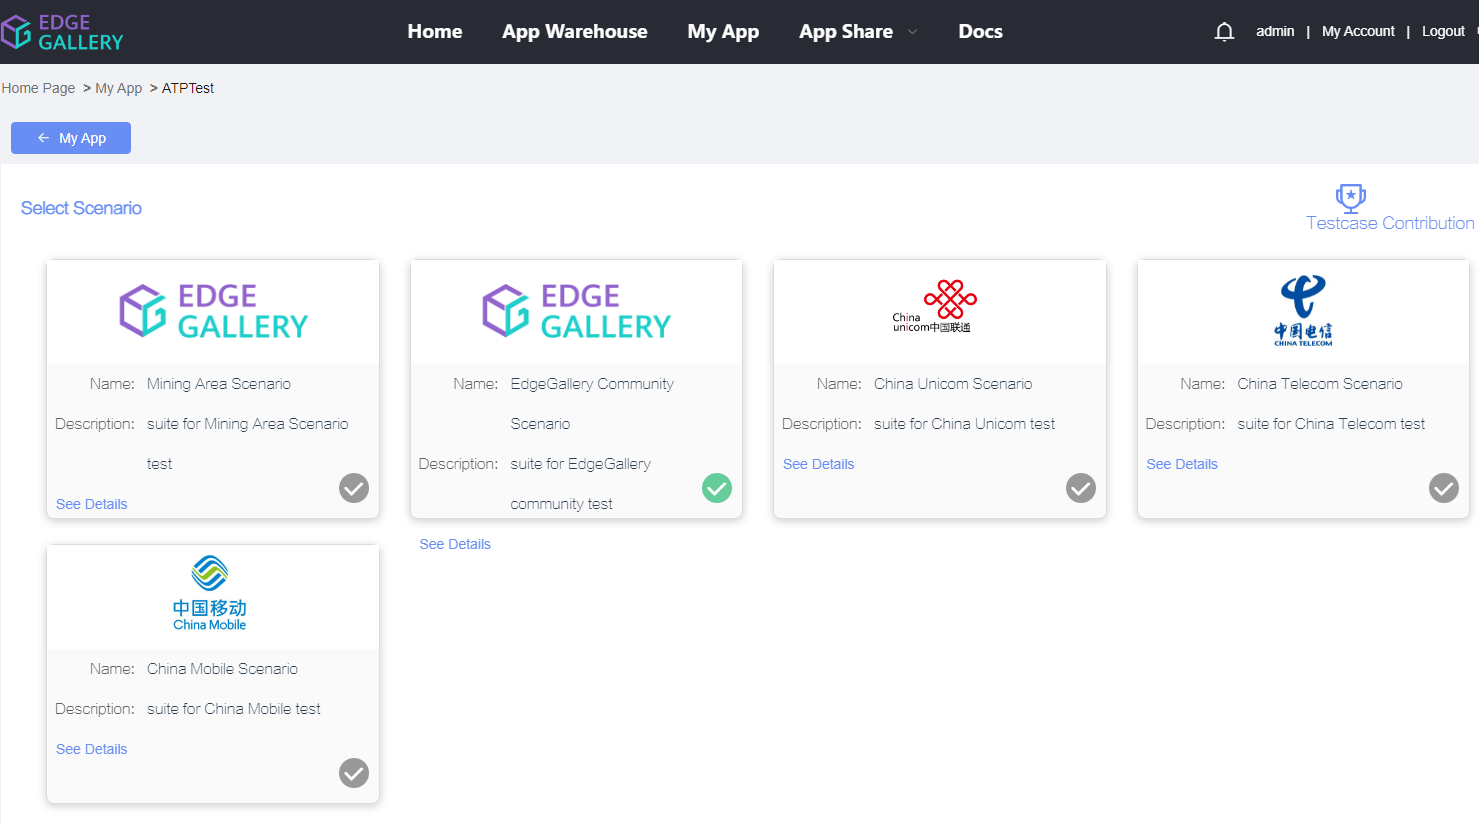 EDGE GALLERY
Home
App Warehouse
My App
App Share
Docs
admin | My Account | Logout
Home Page > My App > ATPTest
← My App
Select Scenario
Testcase Contribution
EDGE
GALLERY
Name: Mining Area Scenario
Description: suite for Mining Area Scenario
test
See Details
EDGE
GALLERY
Name: EdgeGallery Community
Scenario
Description: suite for EdgeGallery
community test
See Details
China
unicom中国联通
Name: China Unicom Scenario
Description: suite for China Unicom test
See Details
中国电信
CHINA TELECOM
Name: China Telecom Scenario
Description: suite for China Telecom test
See Details
中国移动
China Mobile
Name: China Mobile Scenario
Description: suite for China Mobile test
See Details